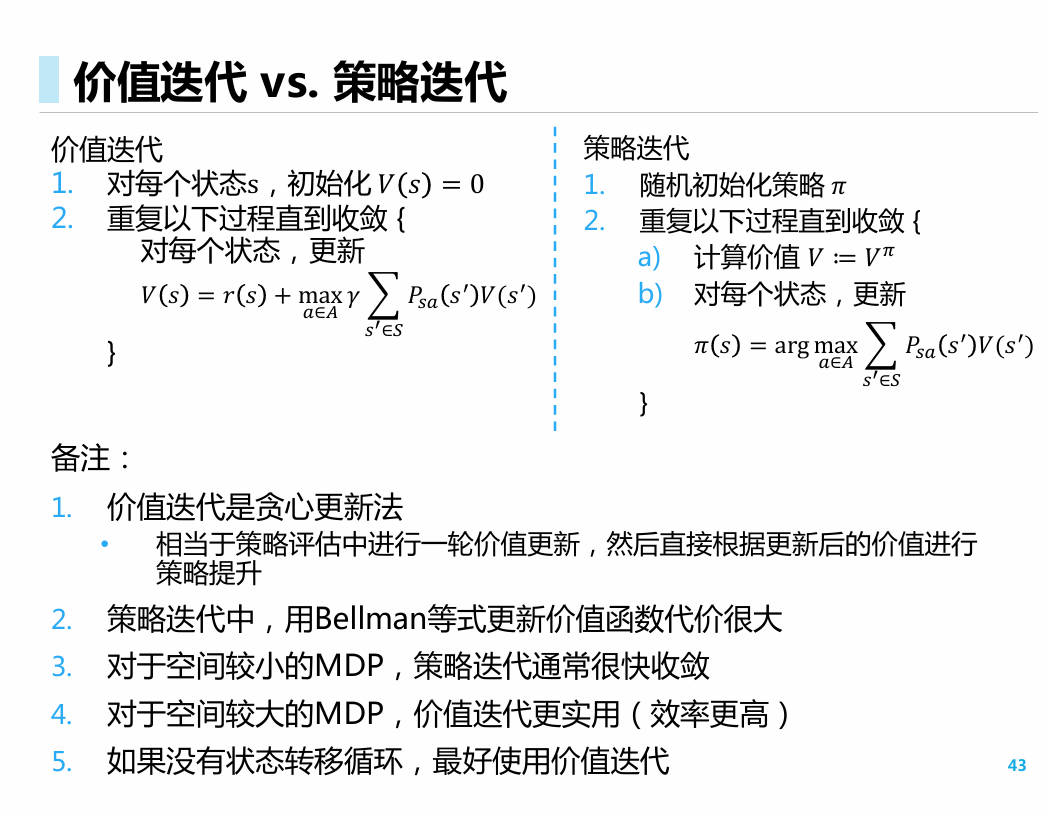 价值迭代 vs. 策略迭代
价值迭代
1. 对每个状态s，初始化 𝑉(𝑠) = 0
2. 重复以下过程直到收敛 {
对每个状态，更新
𝑉(𝑠) = 𝑟(𝑠) + max_{𝑎∈𝐴} 𝛾 ∑_{𝑠′∈𝑆} 𝑃_{𝑠𝑎}(𝑠′)𝑉(𝑠′)
}
策略迭代
1. 随机初始化策略 𝜋
2. 重复以下过程直到收敛 {
a) 计算价值 𝑉 ≔ 𝑉^𝜋
b) 对每个状态，更新
𝜋(𝑠) = arg max_{𝑎∈𝐴} ∑_{𝑠′∈𝑆} 𝑃_{𝑠𝑎}(𝑠′)𝑉(𝑠′)
}
备注：
1. 价值迭代是贪心更新法
• 相当于策略评估中进行一轮价值更新，然后直接根据更新后的价值进行
策略提升
2. 策略迭代中，用Bellman等式更新价值函数代价很大
3. 对于空间较小的MDP，策略迭代通常很快收敛
4. 对于空间较大的MDP，价值迭代更实用（效率更高）
5. 如果没有状态转移循环，最好使用价值迭代
43